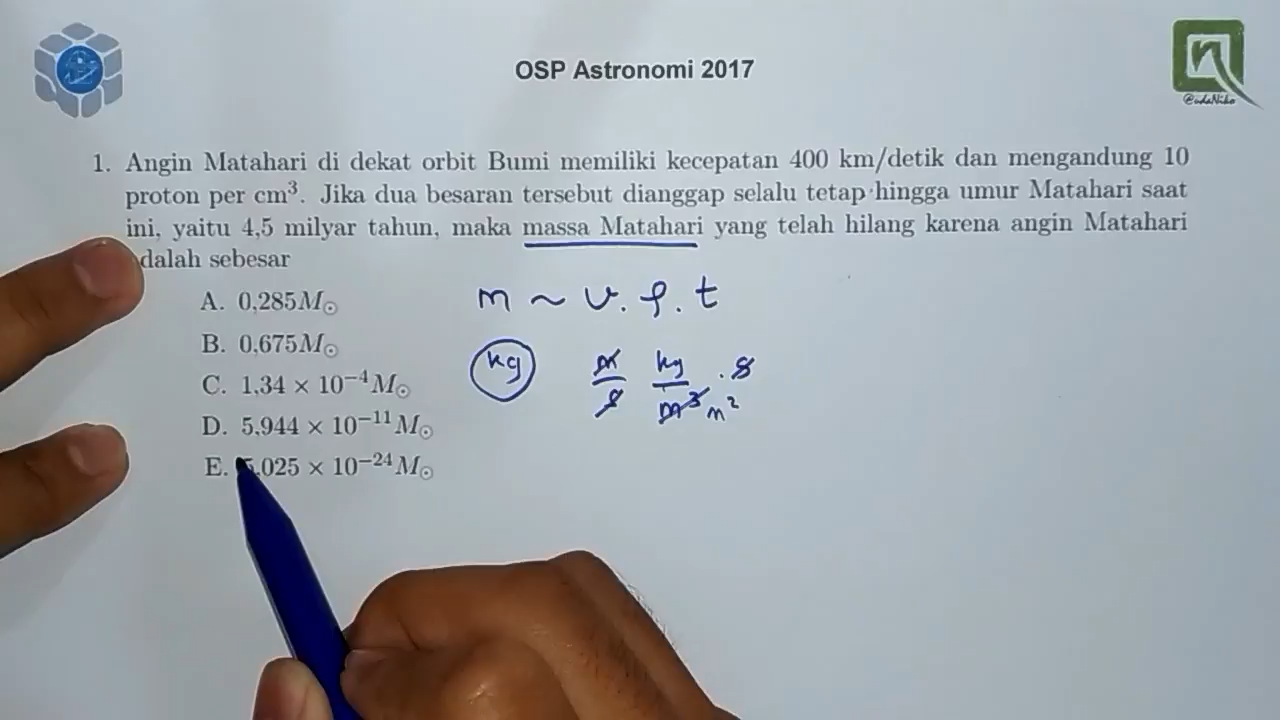 OSP Astronomi 2017
@udaNiko
1. Angin Matahari di dekat orbit Bumi memiliki kecepatan 400 km/detik dan mengandung 10
proton per cm³. Jika dua besaran tersebut dianggap selalu tetap hingga umur Matahari saat
ini, yaitu 4,5 milyar tahun, maka massa Matahari yang telah hilang karena angin Matahari
dalah sebesar
A. 0,285M⊙
B. 0,675M⊙
C. 1,34 × 10⁻⁴M⊙
D. 5,944 × 10⁻¹¹M⊙
E. 5,025 × 10⁻²⁴M⊙
m ~ v . ρ . t
kg m/s kg/m³ . s
m²